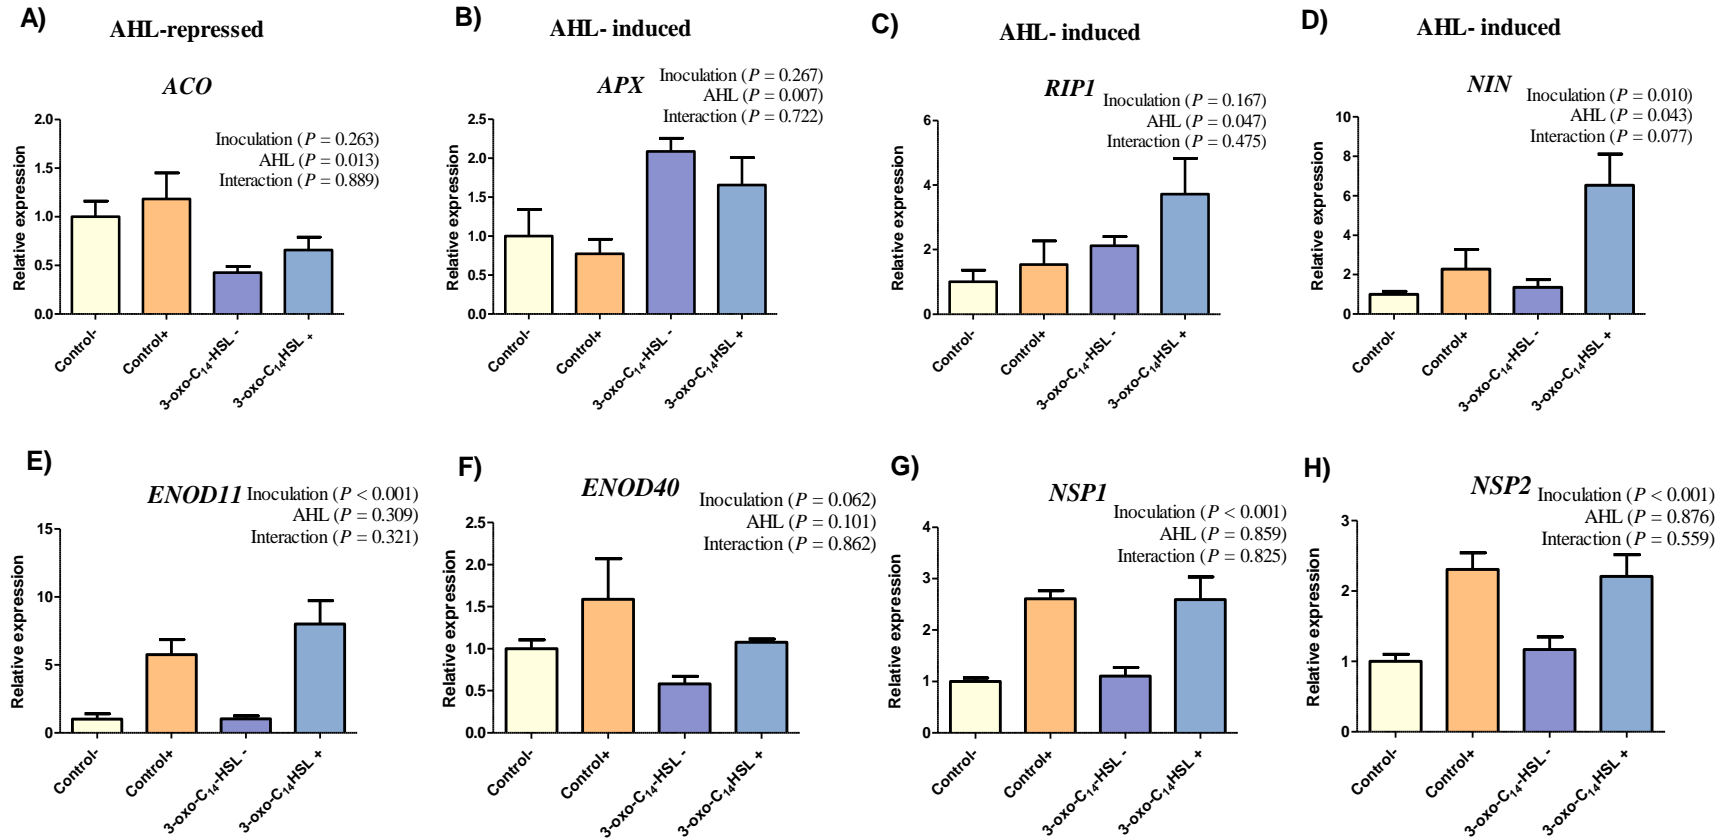 A)
AHL-repressed
ACO
Inoculation (P = 0.263)
AHL (P = 0.013)
Interaction (P = 0.889)
Relative expression
2.0
1.5
1.0
0.5
0.0
Control-
Control+
3-oxo-C₁₄-HSL -
3-oxo-C₁₄HSL +
B)
AHL- induced
APX
Inoculation (P = 0.267)
AHL (P = 0.007)
Interaction (P = 0.722)
Relative expression
2.5
2.0
1.5
1.0
0.5
0.0
Control-
Control+
3-oxo-C₁₄-HSL -
3-oxo-C₁₄HSL +
C)
AHL- induced
RIP1
Inoculation (P = 0.167)
AHL (P = 0.047)
Interaction (P = 0.475)
Relative expression
6
4
2
0
Control-
Control+
3-oxo-C₁₄-HSL -
3-oxo-C₁₄HSL +
D)
AHL- induced
NIN
Inoculation (P = 0.010)
AHL (P = 0.043)
Interaction (P = 0.077)
Relative expression
10
8
6
4
2
0
Control-
Control+
3-oxo-C₁₄-HSL -
3-oxo-C₁₄HSL +
E)
ENOD11
Inoculation (P < 0.001)
AHL (P = 0.309)
Interaction (P = 0.321)
Relative expression
15
10
5
0
Control-
Control+
3-oxo-C₁₄-HSL -
3-oxo-C₁₄HSL +
F)
ENOD40
Inoculation (P = 0.062)
AHL (P = 0.101)
Interaction (P = 0.862)
Relative expression
2.5
2.0
1.5
1.0
0.5
0.0
Control-
Control+
3-oxo-C₁₄-HSL -
3-oxo-C₁₄HSL +
G)
NSP1
Inoculation (P < 0.001)
AHL (P = 0.859)
Interaction (P = 0.825)
Relative expression
4
3
2
1
0
Control-
Control+
3-oxo-C₁₄-HSL -
3-oxo-C₁₄HSL +
H)
NSP2
Inoculation (P < 0.001)
AHL (P = 0.876)
Interaction (P = 0.559)
Relative expression
3
2
1
0
Control-
Control+
3-oxo-C₁₄-HSL -
3-oxo-C₁₄HSL +